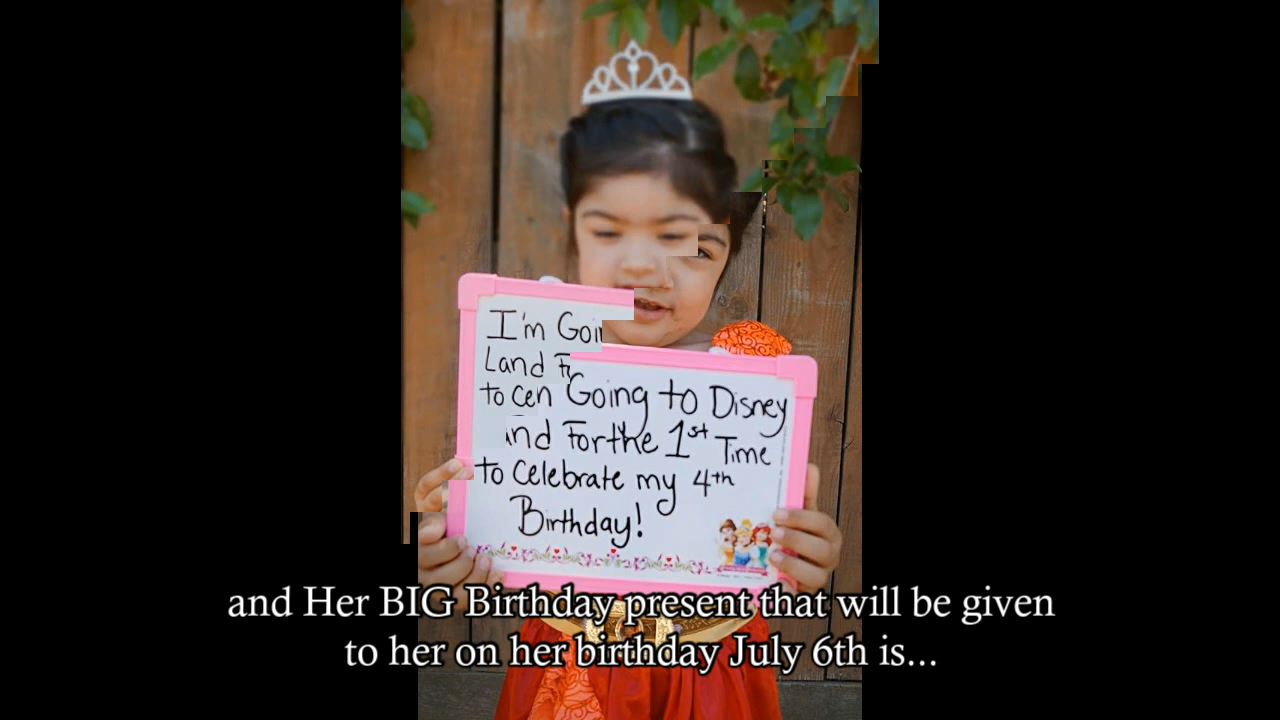 I'm Goi
Land F
to Cen Going to Disney
and For the 1st Time
to Celebrate my 4th
Birthday!
and Her BIG Birthday present that will be given
to her on her birthday July 6th is...